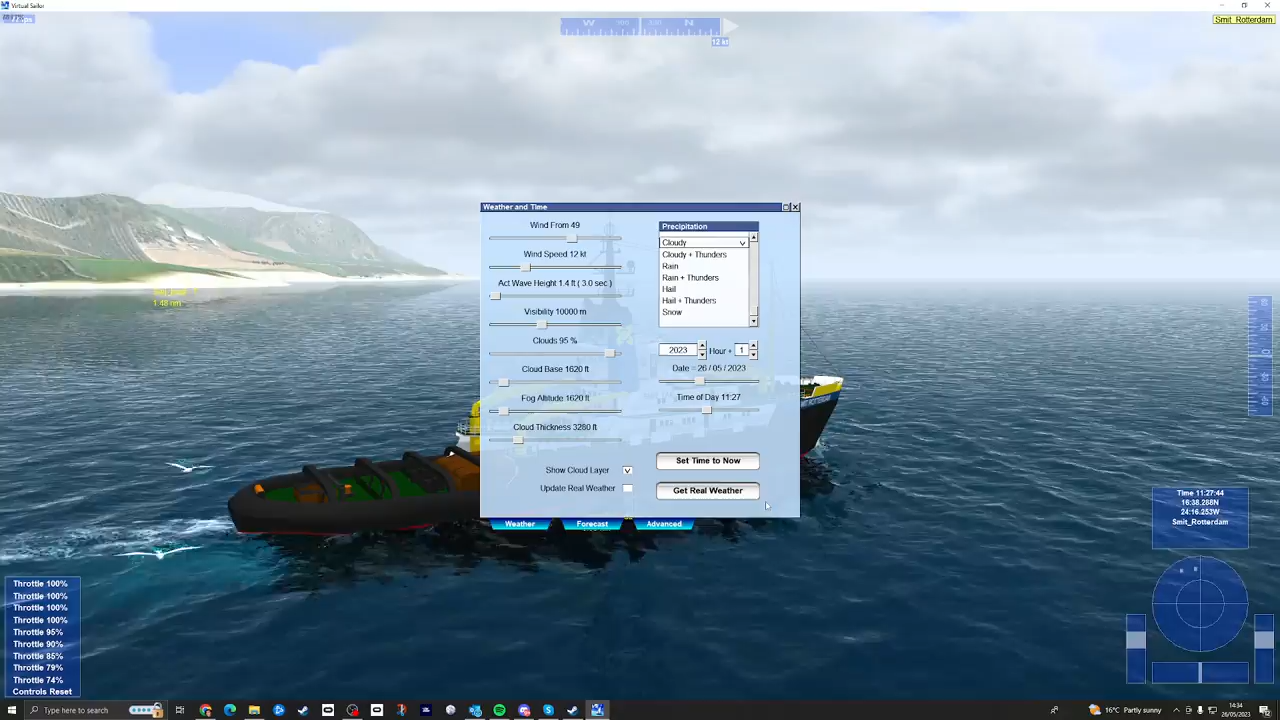 Virtual Sailor
Smit_Rotterdam
W 300 330 N
12 kt
1.48 nm
Weather and Time
Wind From 49
Wind Speed 12 kt
Act Wave Height 1.4 ft ( 3.0 sec )
Visibility 10000 m
Clouds 95 %
Cloud Base 1620 ft
Fog Altitude 1620 ft
Cloud Thickness 3280 ft
Show Cloud Layer V
Update Real Weather
Precipitation
Cloudy
Cloudy + Thunders
Rain
Rain + Thunders
Hail
Hail + Thunders
Snow
2023 Hour + 1
Date = 26 / 05 / 2023
Time of Day 11:27
Set Time to Now
Get Real Weather
Weather Forecast Advanced
Time 11:27:44
16:38.288N
24:16.253W
Smit_Rotterdam
Throttle 100%
Throttle 100%
Throttle 100%
Throttle 100%
Throttle 95%
Throttle 90%
Throttle 85%
Throttle 79%
Throttle 74%
Controls Reset
Type here to search
16°C Partly sunny
14:34
26/05/2023